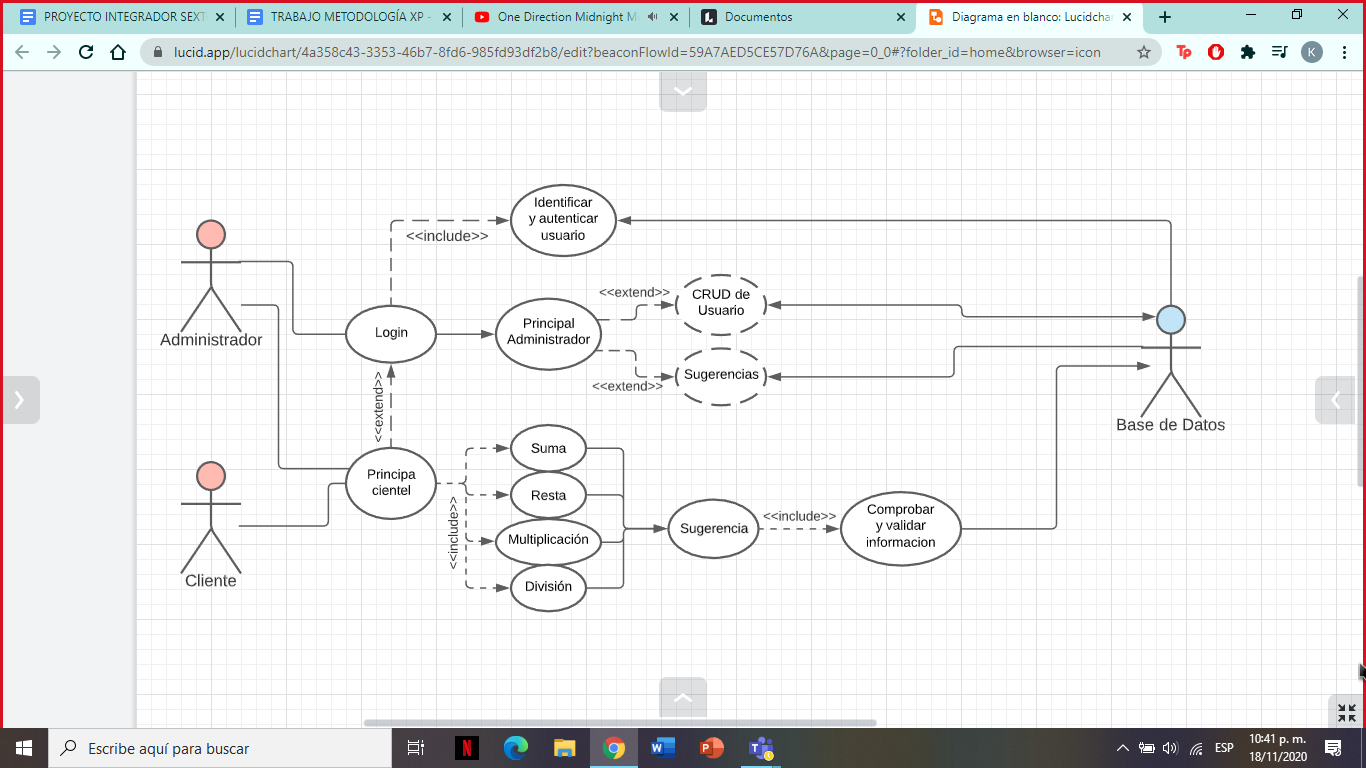 PROYECTO INTEGRADOR SEXT
TRABAJO METODOLOGÍA XP -
One Direction Midnight M
Documentos
Diagrama en blanco: Lucidchar
lucid.app/lucidchart/4a358c43-3353-46b7-8fd6-985fd93df2b8/edit?beaconFlowId=59A7AED5CE57D76A&page=0_0#?folder_id=home&browser=icon
Tp
K
Identificar
y autenticar
usuario
<<include>>
Administrador
Login
Principal
Administrador
<<extend>>
CRUD de
Usuario
<<extend>>
Sugerencias
Base de Datos
<<extend>>
Principa
cientel
Cliente
<<include>>
Suma
Resta
Multiplicación
División
Sugerencia
<<include>>
Comprobar
y validar
informacion
Escribe aquí para buscar
N
W
P
T
ESP
10:41 p. m.
18/11/2020